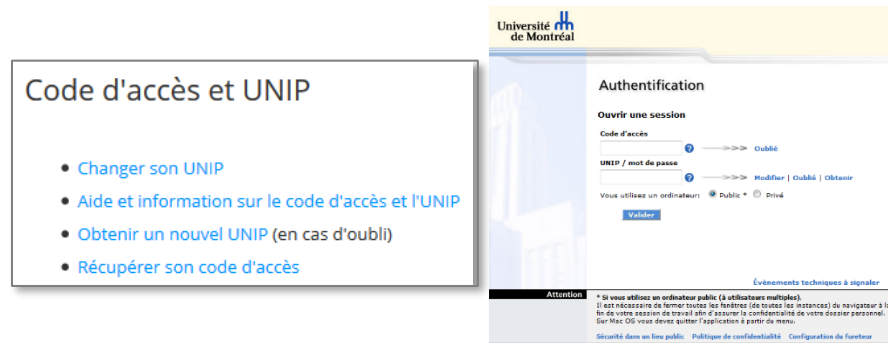 Code d'accès et UNIP
Changer son UNIP
Aide et information sur le code d'accès et l'UNIP
Obtenir un nouvel UNIP (en cas d'oubli)
Récupérer son code d'accès
Université
de Montréal
Authentification
Ouvrir une session
Code d'accès
? Oublié
UNIP / mot de passe
? Modifier | Oublié | Obtenir
Vous utilisez un ordinateur: Public * Privé
Valider
Évènements techniques à signaler
Attention
* Si vous utilisez un ordinateur public (à utilisateurs multiples),
Il est nécessaire de fermer toutes les fenêtres (de toutes les instances) du navigateur à la
fin de votre session de travail afin d'assurer la confidentialité de votre dossier personnel.
Sur Mac OS vous devez quitter l'application à partir du menu.
Sécurité dans un lieu public Politique de confidentialité Configuration du fureteur